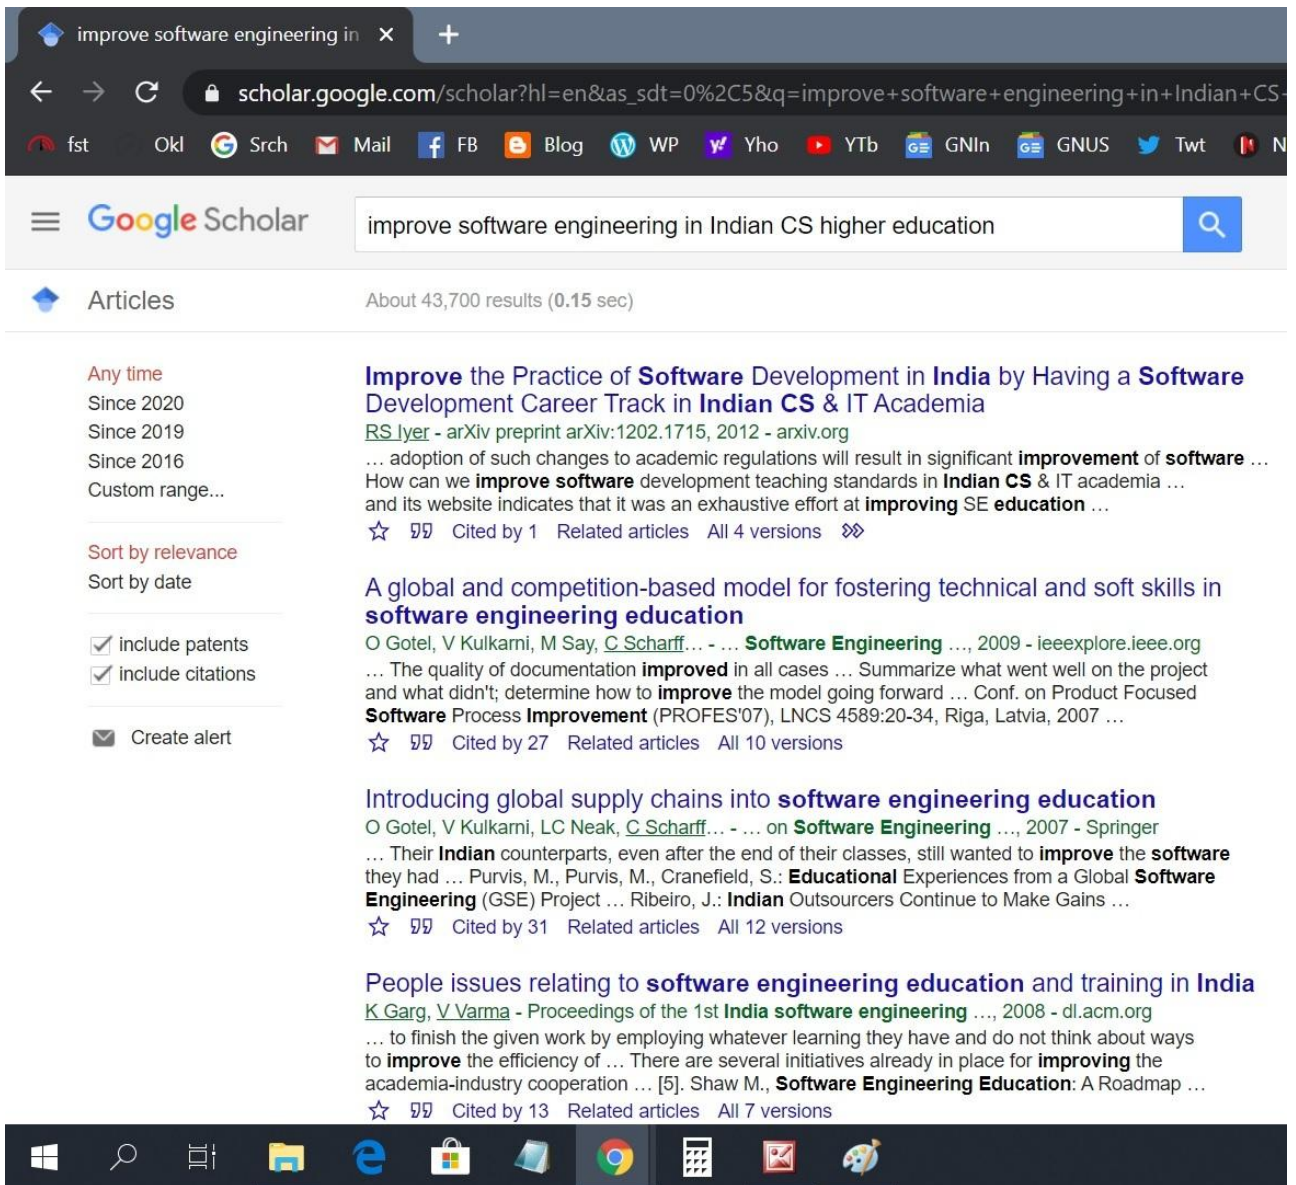 improve software engineering in
scholar.google.com/scholar?hl=en&as_sdt=0%2C5&q=improve+software+engineering+in+Indian+CS-
fst Okl Srch Mail FB Blog WP Yho YTb GNIn GNUS Twt N
Google Scholar
improve software engineering in Indian CS higher education
Articles
About 43,700 results (0.15 sec)
Any time
Since 2020
Since 2019
Since 2016
Custom range...
Sort by relevance
Sort by date
include patents
include citations
Create alert
Improve the Practice of Software Development in India by Having a Software
Development Career Track in Indian CS & IT Academia
RS Iyer - arXiv preprint arXiv:1202.1715, 2012 - arxiv.org
… adoption of such changes to academic regulations will result in significant improvement of software …
How can we improve software development teaching standards in Indian CS & IT academia …
and its website indicates that it was an exhaustive effort at improving SE education …
Cited by 1 Related articles All 4 versions
A global and competition-based model for fostering technical and soft skills in
software engineering education
O Gotel, V Kulkarni, M Say, C Scharff… - … Software Engineering …, 2009 - ieeexplore.ieee.org
… The quality of documentation improved in all cases … Summarize what went well on the project
and what didn't; determine how to improve the model going forward … Conf. on Product Focused
Software Process Improvement (PROFES'07), LNCS 4589:20-34, Riga, Latvia, 2007 …
Cited by 27 Related articles All 10 versions
Introducing global supply chains into software engineering education
O Gotel, V Kulkarni, LC Neak, C Scharff… - … on Software Engineering …, 2007 - Springer
… Their Indian counterparts, even after the end of their classes, still wanted to improve the software
they had … Purvis, M., Purvis, M., Cranefield, S.: Educational Experiences from a Global Software
Engineering (GSE) Project … Ribeiro, J.: Indian Outsourcers Continue to Make Gains …
Cited by 31 Related articles All 12 versions
People issues relating to software engineering education and training in India
K Garg, V Varma - Proceedings of the 1st India software engineering …, 2008 - dl.acm.org
… to finish the given work by employing whatever learning they have and do not think about ways
to improve the efficiency of … There are several initiatives already in place for improving the
academia-industry cooperation … [5]. Shaw M., Software Engineering Education: A Roadmap …
Cited by 13 Related articles All 7 versions